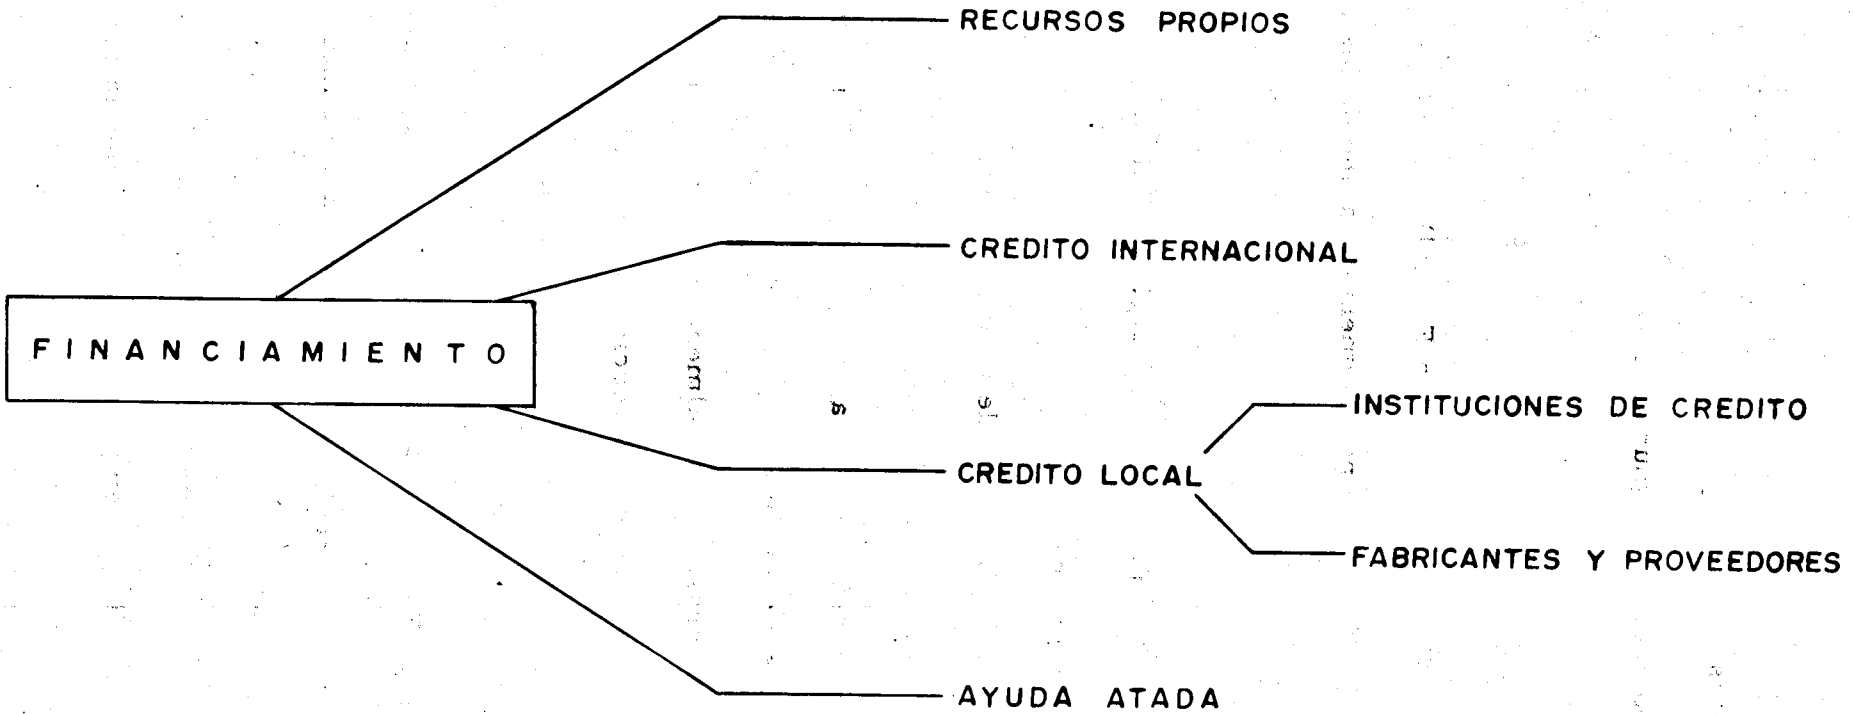 RECURSOS PROPIOS
CREDITO INTERNACIONAL
FINANCIAMIENTO
INSTITUCIONES DE CREDITO
CREDITO LOCAL
FABRICANTES Y PROVEEDORES
AYUDA ATADA